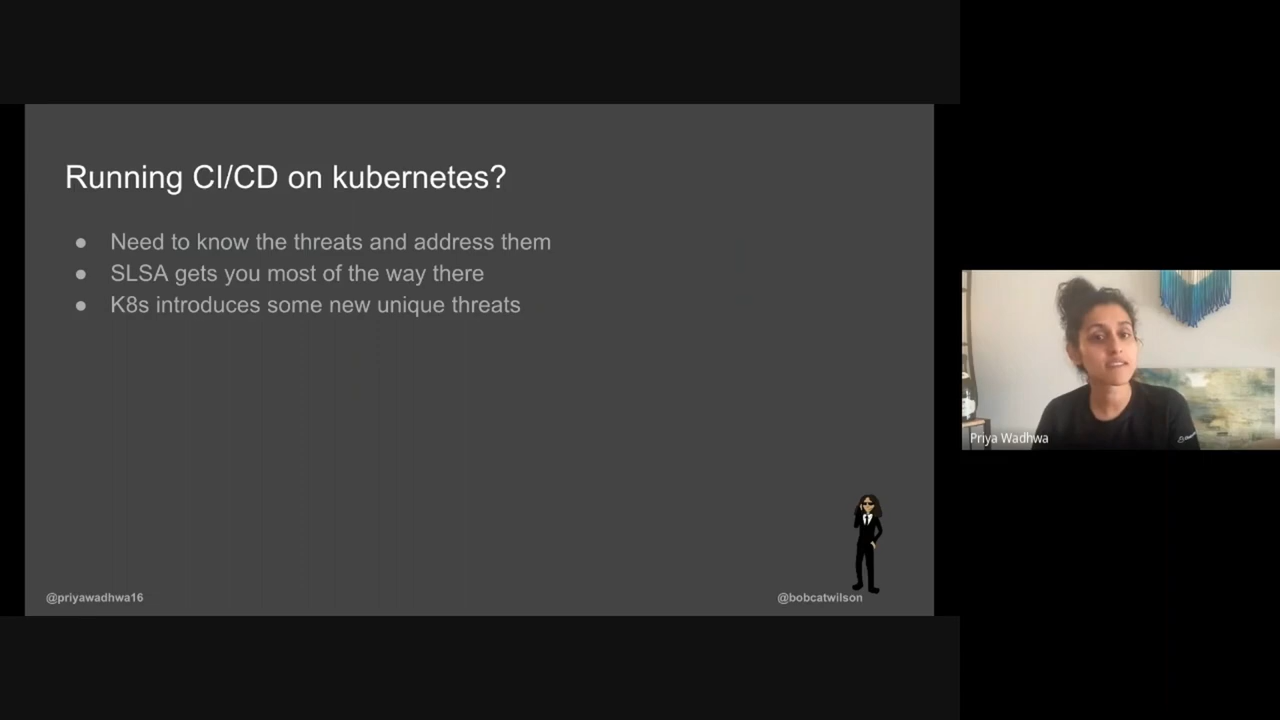 Running CI/CD on kubernetes?
● Need to know the threats and address them
● SLSA gets you most of the way there
● K8s introduces some new unique threats
Priya Wadhwa
@priyawadhwa16
@bobcatwilson